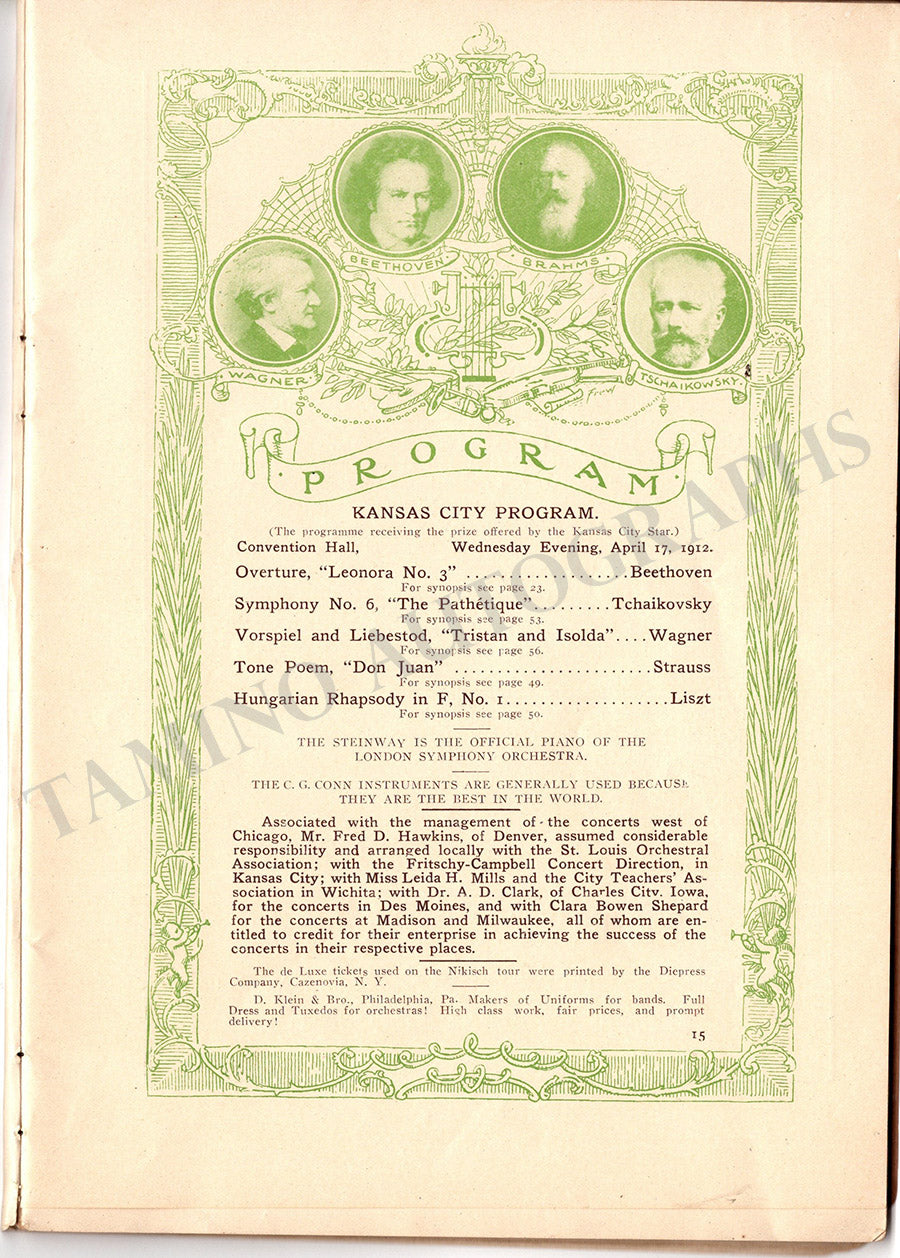 BEETHOVEN
BRAHMS
WAGNER
TSCHAIKOWSKY
PROGRAM
KANSAS CITY PROGRAM.
(The programme receiving the prize offered by the Kansas City Star.)
Convention Hall, Wednesday Evening, April 17, 1912.
Overture, "Leonora No. 3" ...................Beethoven
For synopsis see page 23.
Symphony No. 6, "The Pathétique".........Tchaikovsky
For synopsis see page 53.
Vorspiel and Liebestod, "Tristan and Isolda"....Wagner
For synopsis see page 56.
Tone Poem, "Don Juan" .......................Strauss
For synopsis see page 49.
Hungarian Rhapsody in F, No. 1...................Liszt
For synopsis see page 50.
THE STEINWAY IS THE OFFICIAL PIANO OF THE
LONDON SYMPHONY ORCHESTRA.
THE C. G. CONN INSTRUMENTS ARE GENERALLY USED BECAUSE
THEY ARE THE BEST IN THE WORLD.
Associated with the management of the concerts west of
Chicago, Mr. Fred D. Hawkins, of Denver, assumed considerable
responsibility and arranged locally with the St. Louis Orchestral
Association; with the Fritschy-Campbell Concert Direction, in
Kansas City; with Miss Leida H. Mills and the City Teachers' As-
sociation in Wichita; with Dr. A. D. Clark, of Charles City, Iowa,
for the concerts in Des Moines, and with Clara Bowen Shepard
for the concerts at Madison and Milwaukee, all of whom are en-
titled to credit for their enterprise in achieving the success of the
concerts in their respective places.
The de Luxe tickets used on the Nikisch tour were printed by the Diepress
Company, Cazenovia, N. Y.
D. Klein & Bro., Philadelphia, Pa. Makers of Uniforms for bands. Full
Dress and Tuxedos for orchestras! High class work, fair prices, and prompt
delivery!
15
TAMINO AUTOGRAPHS